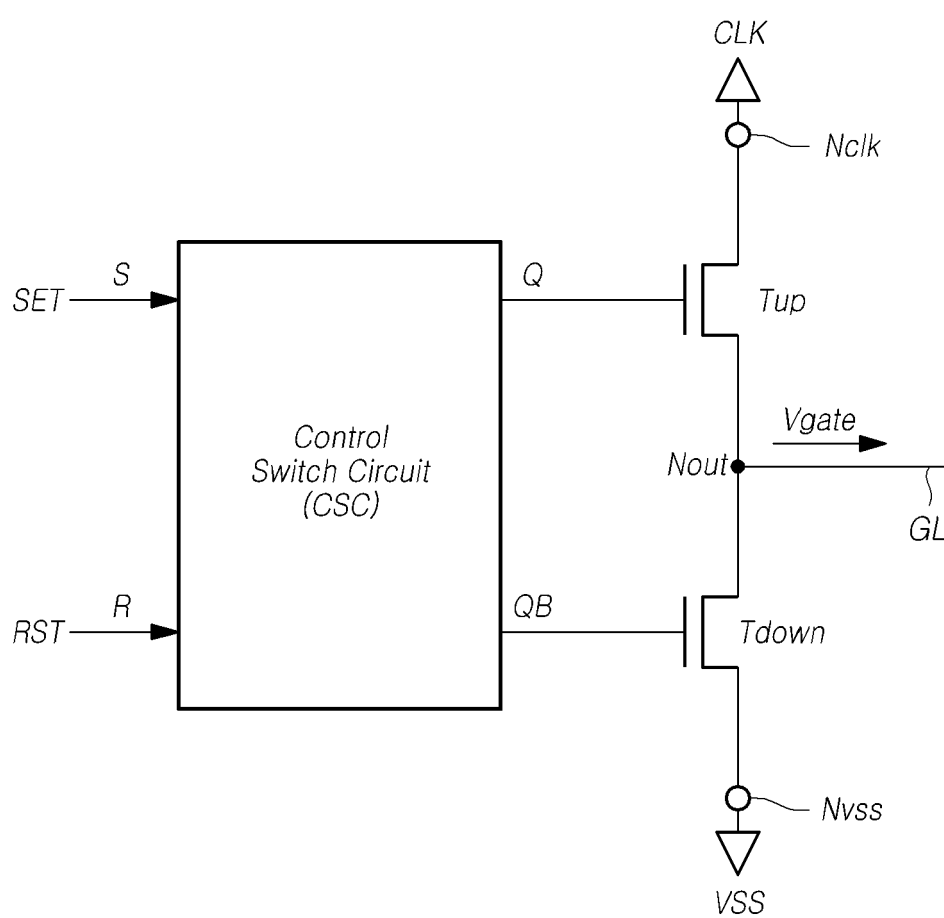 CLK
Nclk
S
SET
Q
Tup
Control
Switch Circuit
(CSC)
Vgate
Nout
GL
R
RST
QB
Tdown
Nvss
VSS